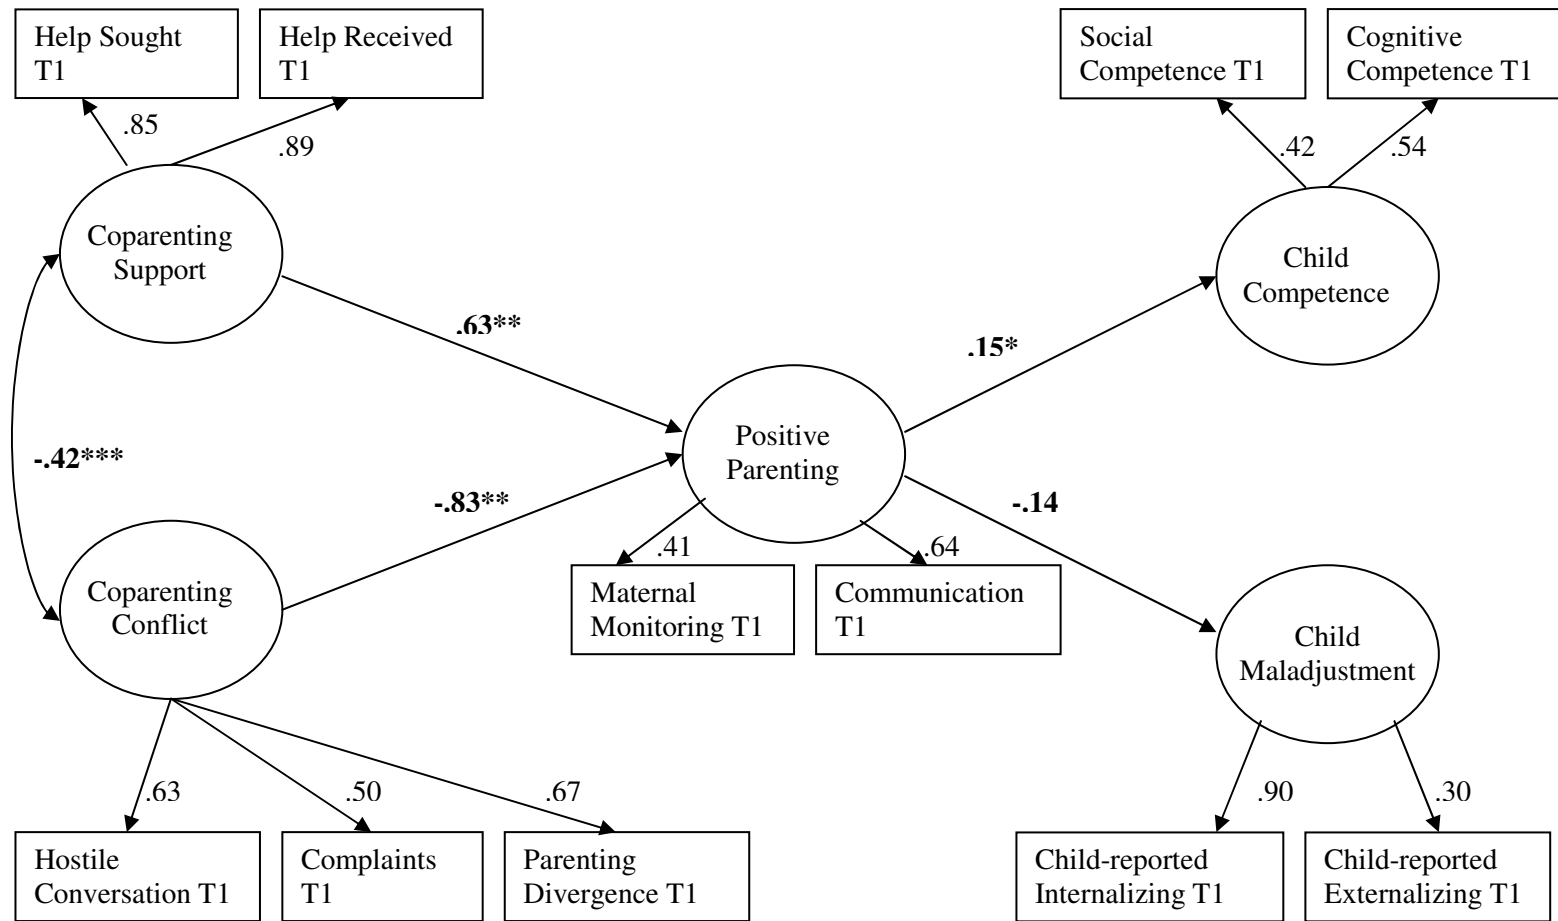 Help Sought
T1
Help Received
T1
Social
Competence T1
Cognitive
Competence T1
.85
.89
.42
.54
Coparenting
Support
Child
Competence
.63**
.15*
Positive
Parenting
-.42***
-.83**
-.14
.41
.64
Maternal
Monitoring T1
Communication
T1
Coparenting
Conflict
Child
Maladjustment
.63
.50
.67
.90
.30
Hostile
Conversation T1
Complaints
T1
Parenting
Divergence T1
Child-reported
Internalizing T1
Child-reported
Externalizing T1